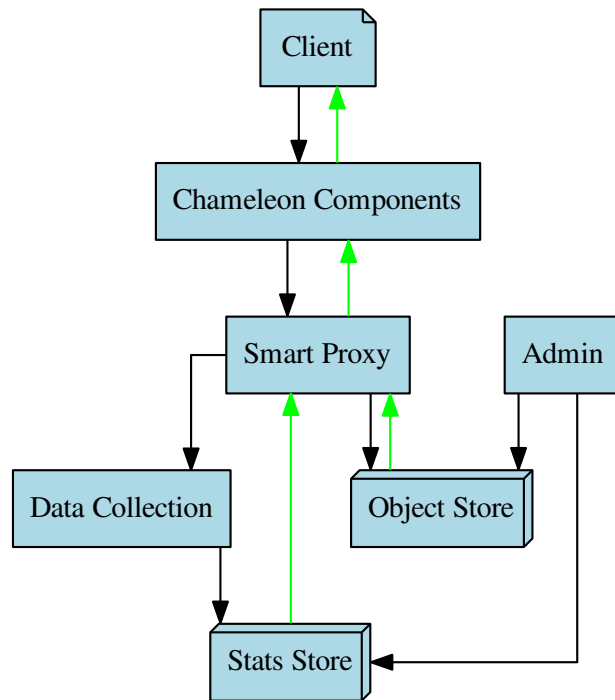 Client
Chameleon Components
Smart Proxy
Admin
Data Collection
Object Store
Stats Store